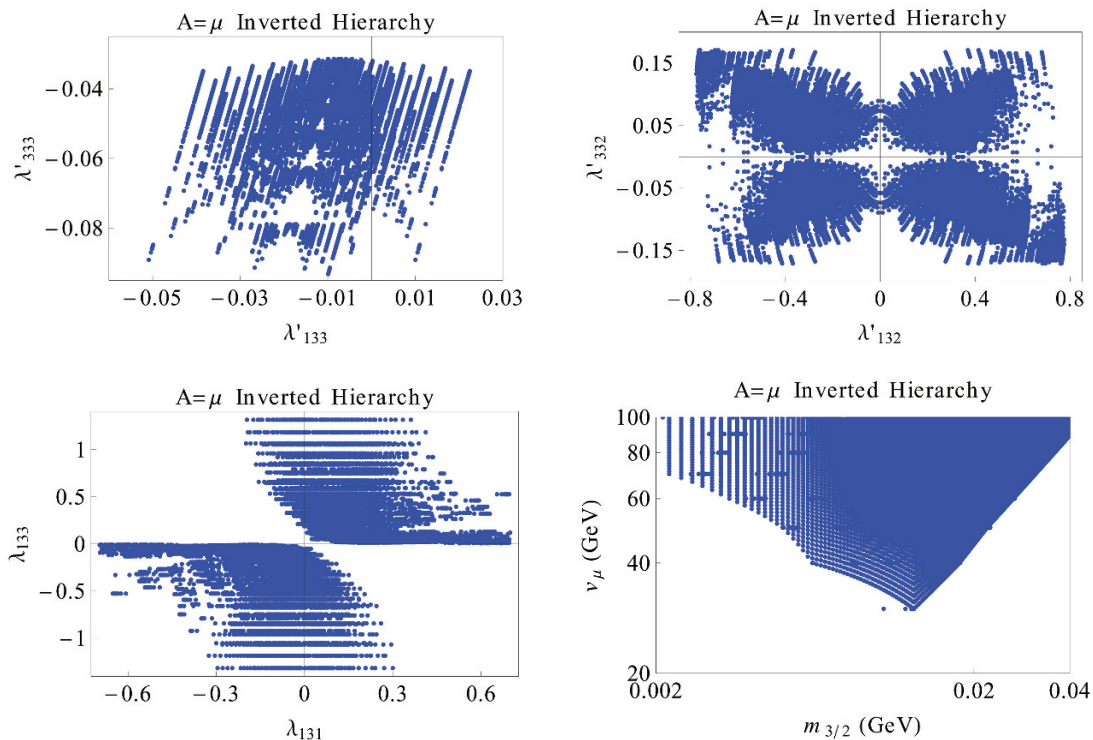 A=μ Inverted Hierarchy
−0.04
−0.06
−0.08
λ'₃₃₃
−0.05
−0.03
−0.01
0.01
0.03
λ'₁₃₃
A=μ Inverted Hierarchy
0.15
0.05
−0.05
−0.15
λ'₃₃₂
−0.8
−0.4
0
0.4
0.8
λ'₁₃₂
A=μ Inverted Hierarchy
1
0.5
0
−0.5
−1
λ₁₃₃
−0.6
−0.3
0
0.3
0.6
λ₁₃₁
A=μ Inverted Hierarchy
100
80
60
40
20
v_μ (GeV)
0.002
0.02
0.04
m_{3/2} (GeV)